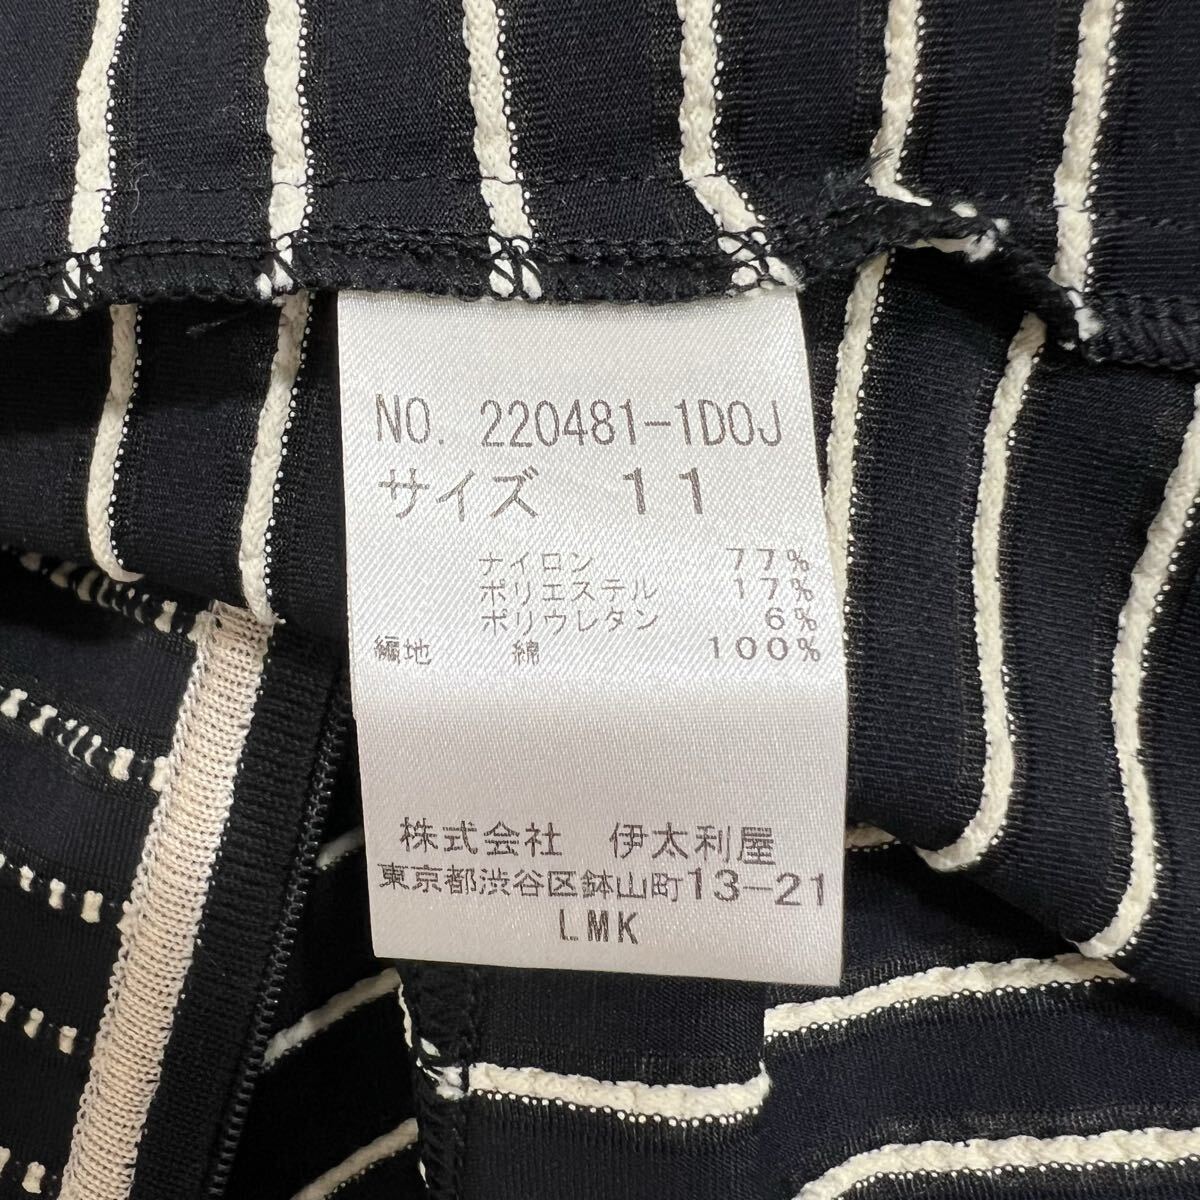 NO. 220481-1D0J
サイズ 11
ナイロン 77%
ポリエステル 17%
ポリウレタン 6%
編地 綿 100%
株式会社 伊太利屋
東京都渋谷区鉢山町13-21
LMK